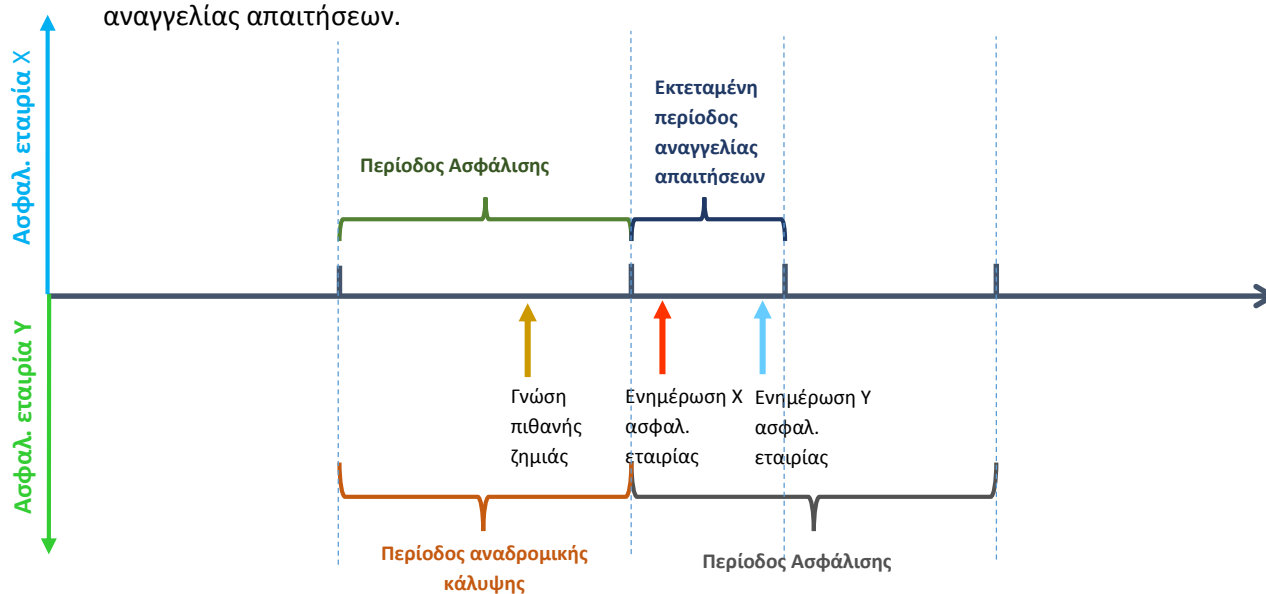 αναγγελίας απαιτήσεων.
Ασφαλ. εταιρία X
Εκτεταμένη
περίοδος
αναγγελίας
απαιτήσεων
Περίοδος Ασφάλισης
Ασφαλ. εταιρία Y
Γνώση
πιθανής
ζημιάς
Ενημέρωση Χ
ασφαλ.
εταιρίας
Ενημέρωση Υ
ασφαλ.
εταιρίας
Περίοδος αναδρομικής
κάλυψης
Περίοδος Ασφάλισης